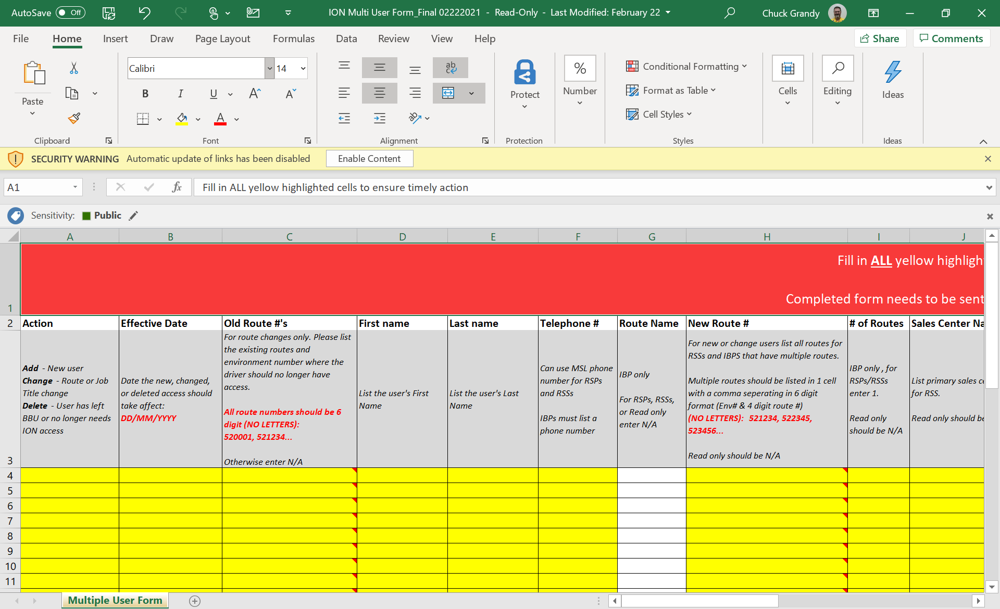 AutoSave Off ION Multi User Form_Final 02222021 - Read-Only - Last Modified: February 22 Chuck Grandy
File Home Insert Draw Page Layout Formulas Data Review View Help Share Comments
Calibri 14
ab
c
%
Conditional Formatting
Paste
B I U A A
Protect
Number
Format as Table
Cells
Editing
Ideas
A
ab
Cell Styles
Clipboard Font Alignment Protection Styles Ideas
SECURITY WARNING Automatic update of links has been disabled Enable Content
A1 fx Fill in ALL yellow highlighted cells to ensure timely action
Sensitivity: Public
A B C D E F G H I J
Fill in ALL yellow highligh
Completed form needs to be sent
1
2 Action Effective Date Old Route #'s First name Last name Telephone # Route Name New Route # # of Routes Sales Center Na
Add - New user
Change - Route or Job
Title change
Delete - User has left
BBU or no longer needs
ION access
Date the new, changed,
or deleted access should
take affect:
DD/MM/YYYY
For route changes only. Please list
the existing routes and
environment number where the
driver should no longer have
access.
All route numbers should be 6
digit (NO LETTERS):
520001, 521234...
Otherwise enter N/A
List the user's First
Name
List the user's Last
Name
Can use MSL phone
number for RSPs
and RSSs
IBPs must list a
phone number
IBP only
For RSPs, RSSs,
or Read only
enter N/A
For new or change users list all routes for
RSSs and IBPS that have multiple routes.
Multiple routes should be listed in 1 cell
with a comma seperating in 6 digit
format (Env# & 4 digit route #)
(NO LETTERS): 521234, 522345,
523456...
Read only should be N/A
IBP only , for
RSPs/RSSs
enter 1.
Read only
should be N/A
List primary sales ce
for RSS.
Read only should be
3
4
5
6
7
8
9
10
11
Multiple User Form